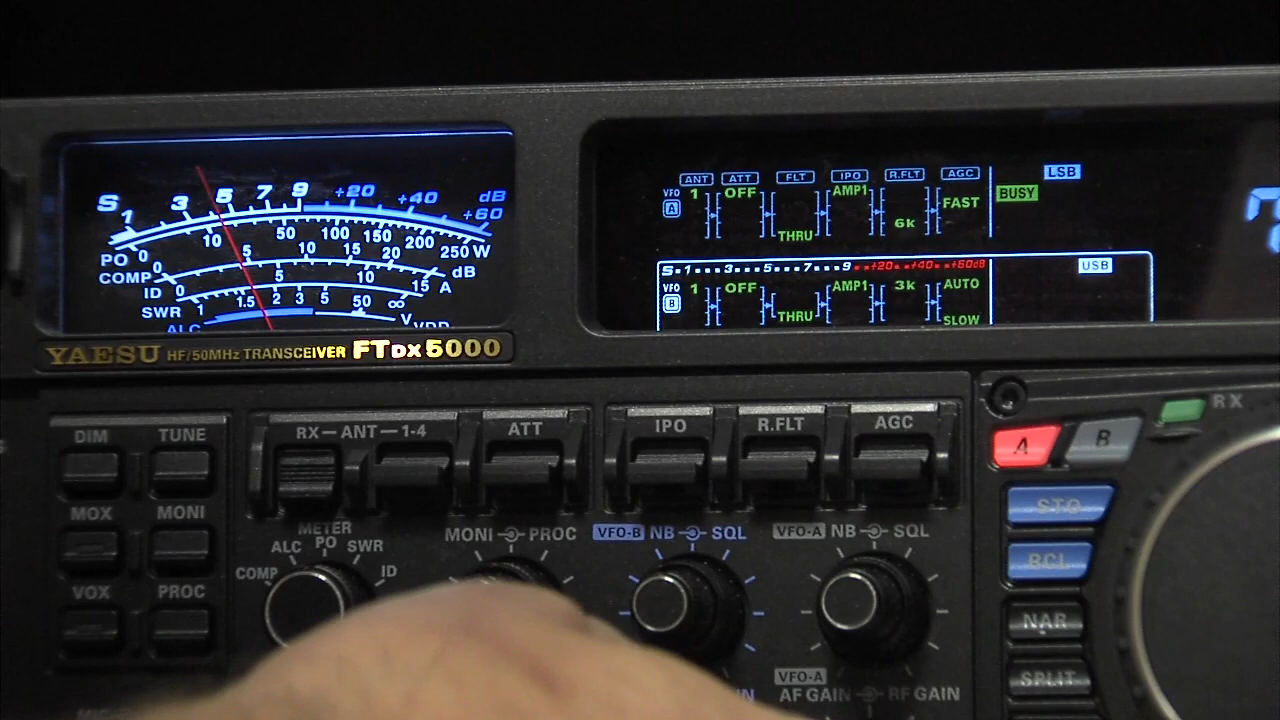 S 1 3 5 7 9 +20 +40 +60 dB
PO 0 10 50 100 150 200 250 W
COMP 0 5 10 15 20 dB
ID 0 5 10 15 A
SWR 1 1.5 2 3 5 50 ∞
ALC V VDD
YAESU HF/50MHz TRANSCEIVER FTDX5000
ANT ATT FLT IPO R.FLT AGC LSB
VFO A 1 OFF THRU AMP1 6k FAST BUSY
S 1 3 5 7 9 +20 +40 +60dB USB
VFO B 1 OFF THRU AMP1 3k AUTO SLOW
DIM TUNE
MOX MONI
VOX PROC
RX-ANT-1-4 ATT IPO R.FLT AGC
METER
COMP ALC PO SWR ID
MONI PROC
VFO-B NB SQL
VFO-A NB SQL
VFO-A
AF GAIN RF GAIN
A B RX
STO
BCL
NAR
SPLIT